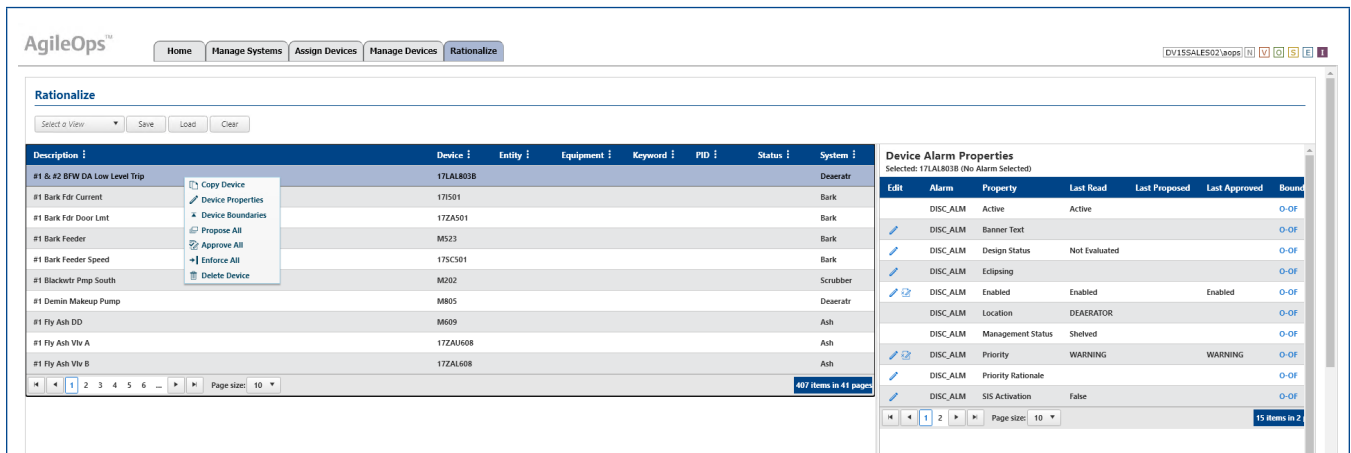 AgileOps™
Home Manage Systems Assign Devices Manage Devices Rationalize
DV15SALES02\aops N V O S E I
Rationalize
Select a View Save Load Clear
Description Device Entity Equipment Keyword PID Status System
#1 & #2 BFW DA Low Level Trip 17LAL803B Deaeratr
#1 Bark Fdr Current 17I501 Bark
#1 Bark Fdr Door Lmt 17ZA501 Bark
#1 Bark Feeder M523 Bark
#1 Bark Feeder Speed 17SC501 Bark
#1 Blackwtr Pmp South M202 Scrubber
#1 Demin Makeup Pump M805 Deaeratr
#1 Fly Ash DD M609 Ash
#1 Fly Ash Vlv A 17ZAU608 Ash
#1 Fly Ash Vlv B 17ZAL608 Ash
1 2 3 4 5 6 ... Page size: 10 407 items in 41 pages
Copy Device
Device Properties
Device Boundaries
Propose All
Approve All
Enforce All
Delete Device
Device Alarm Properties
Selected: 17LAL803B (No Alarm Selected)
Edit Alarm Property Last Read Last Proposed Last Approved Bound
DISC_ALM Active Active O-OF
DISC_ALM Banner Text O-OF
DISC_ALM Design Status Not Evaluated O-OF
DISC_ALM Eclipsing O-OF
DISC_ALM Enabled Enabled Enabled O-OF
DISC_ALM Location DEAERATOR O-OF
DISC_ALM Management Status Shelved O-OF
DISC_ALM Priority WARNING WARNING O-OF
DISC_ALM Priority Rationale O-OF
DISC_ALM SIS Activation False O-OF
1 2 Page size: 10 15 items in 2